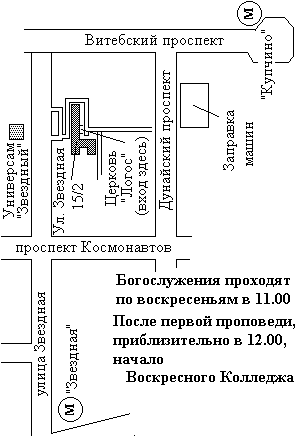 М
Витебский проспект
"Купчино"
Универсам
"Звездный"
Ул. Звездная
15/2
Церковь
"Логос"
(вход здесь)
Дунайский проспект
Заправка
машин
проспект Космонавтов
улица Звездная
"Звездная"
М
Богослужения проходят
по воскресеньям в 11.00
После первой проповеди,
приблизительно в 12.00,
начало
Воскресного Колледжа